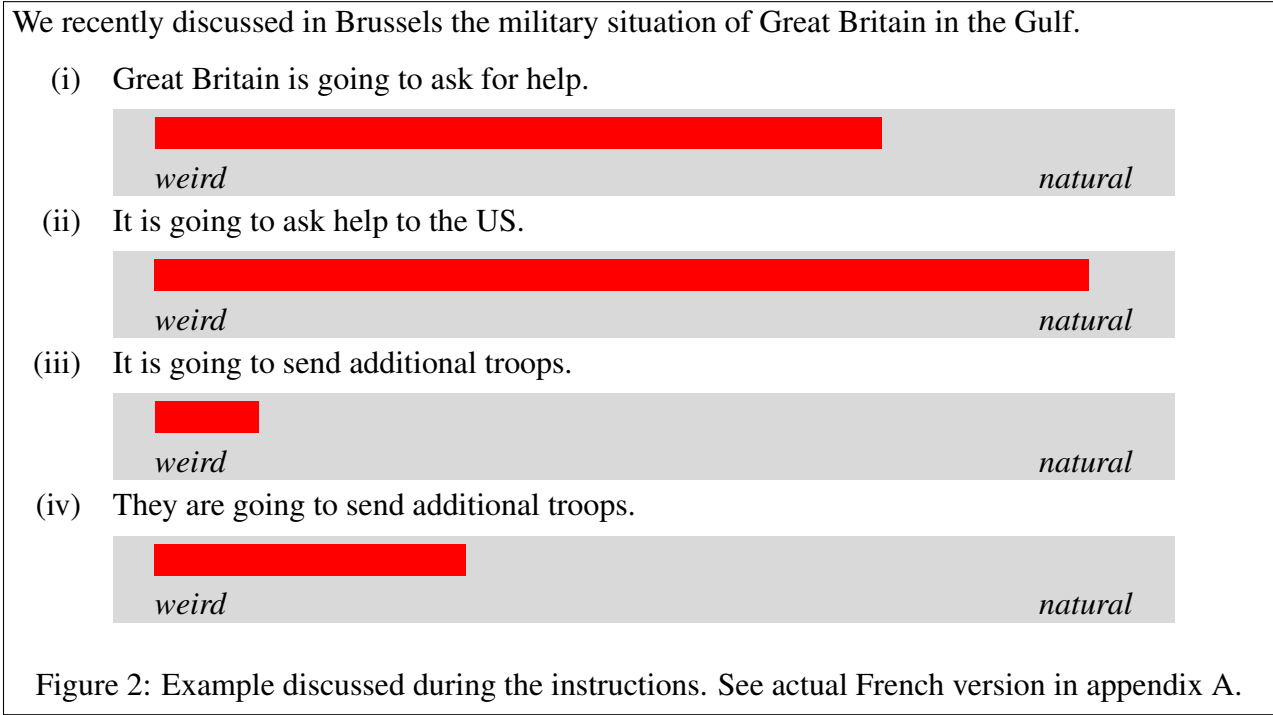 We recently discussed in Brussels the military situation of Great Britain in the Gulf.
(i) Great Britain is going to ask for help.
weird natural
(ii) It is going to ask help to the US.
weird natural
(iii) It is going to send additional troops.
weird natural
(iv) They are going to send additional troops.
weird natural
Figure 2: Example discussed during the instructions. See actual French version in appendix A.